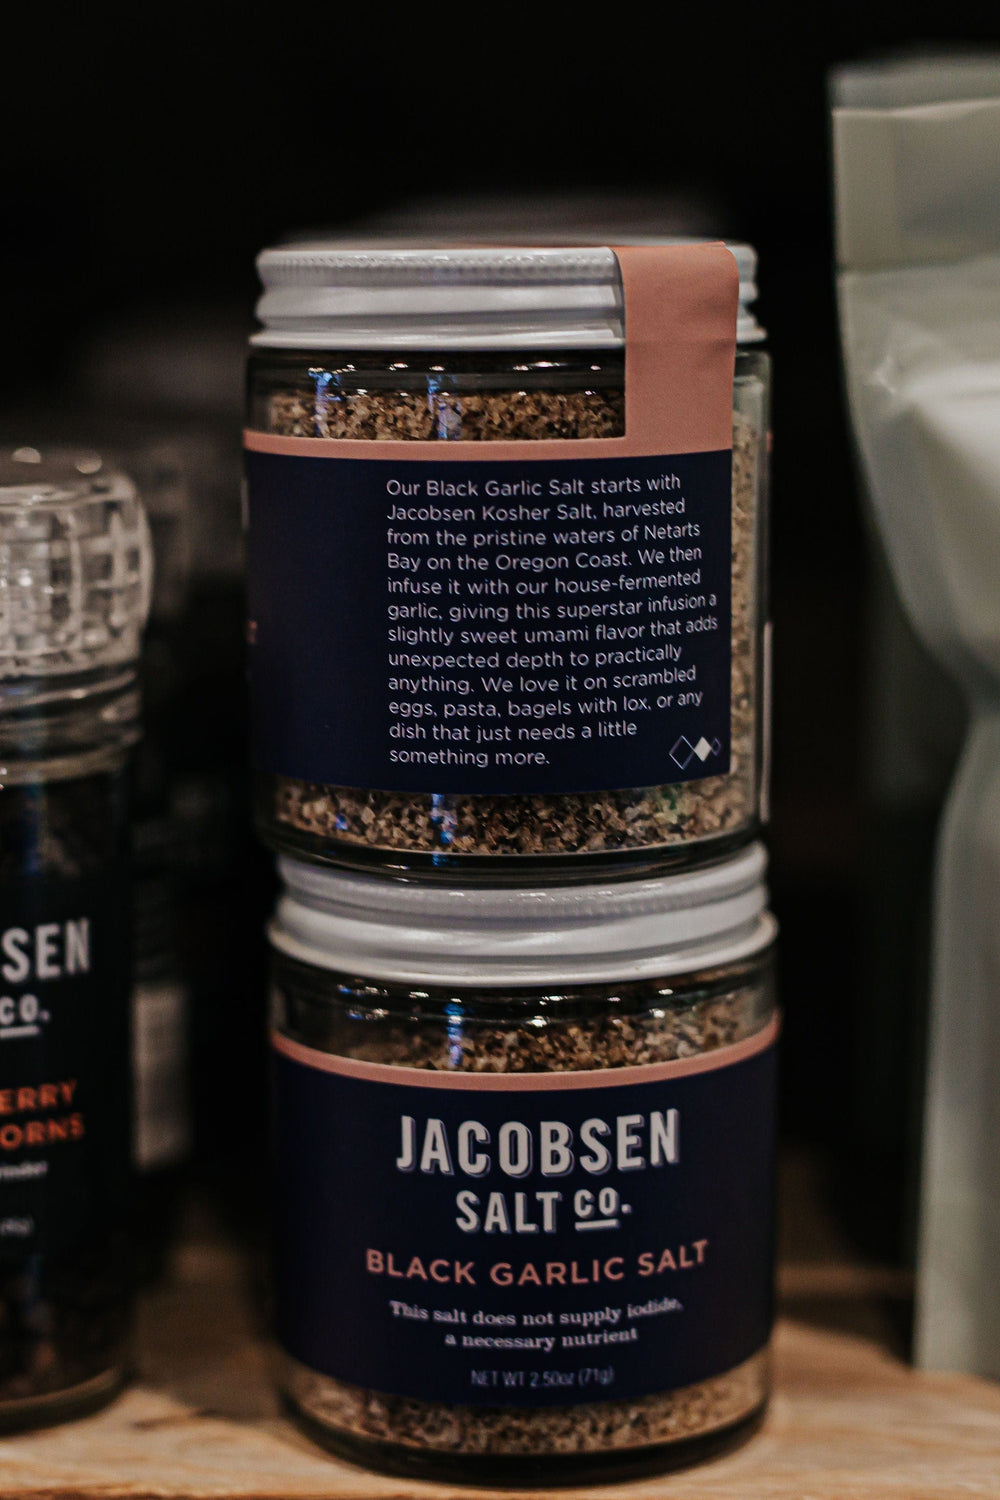 Our Black Garlic Salt starts with
Jacobsen Kosher Salt, harvested
from the pristine waters of Netarts
Bay on the Oregon Coast. We then
infuse it with our house-fermented
garlic, giving this superstar infusion a
slightly sweet umami flavor that adds
unexpected depth to practically
anything. We love it on scrambled
eggs, pasta, bagels with lox, or any
dish that just needs a little
something more.
JACOBSEN
SALT CO.
BLACK GARLIC SALT
This salt does not supply iodide,
a necessary nutrient
NET WT 2.50oz (71g)
SEN
CO.
ERRY
ORNS